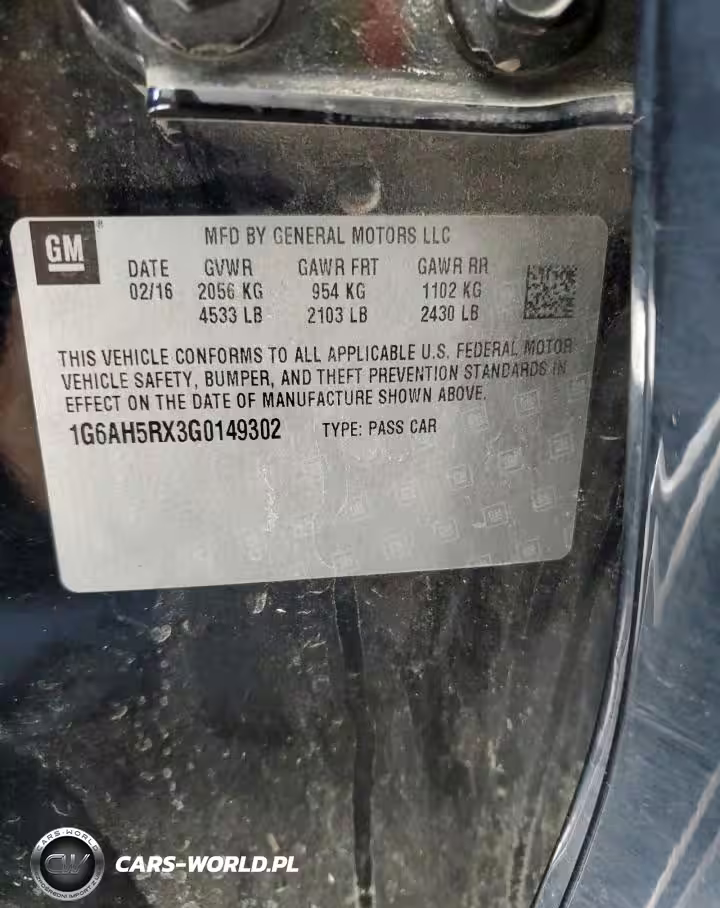 GM
MFD BY GENERAL MOTORS LLC
DATE GVWR GAWR FRT GAWR RR
02/16 2056 KG 954 KG 1102 KG
4533 LB 2103 LB 2430 LB
THIS VEHICLE CONFORMS TO ALL APPLICABLE U.S. FEDERAL MOTOR
VEHICLE SAFETY, BUMPER, AND THEFT PREVENTION STANDARDS IN
EFFECT ON THE DATE OF MANUFACTURE SHOWN ABOVE.
1G6AH5RX3G0149302 TYPE: PASS CAR
CARS-WORLD
CW
CARS-WORLD.PL